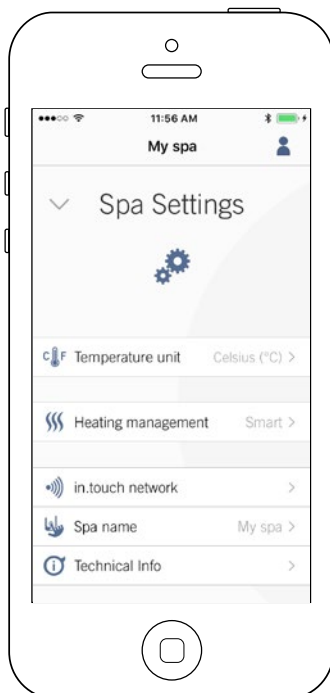 11:56 AM
My spa
Spa Settings
C F Temperature unit Celsius (°C) >
Heating management Smart >
in.touch network >
Spa name My spa >
Technical Info >